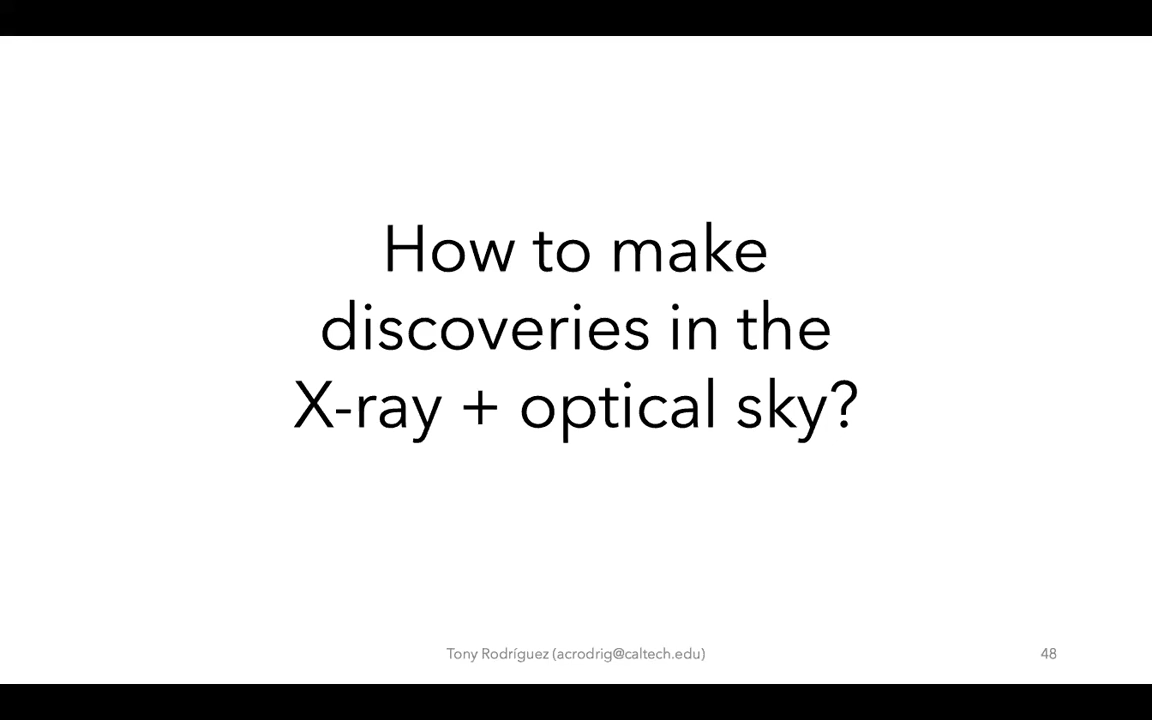 How to make
discoveries in the
X-ray + optical sky?
Tony Rodríguez (acrodrig@caltech.edu)
48